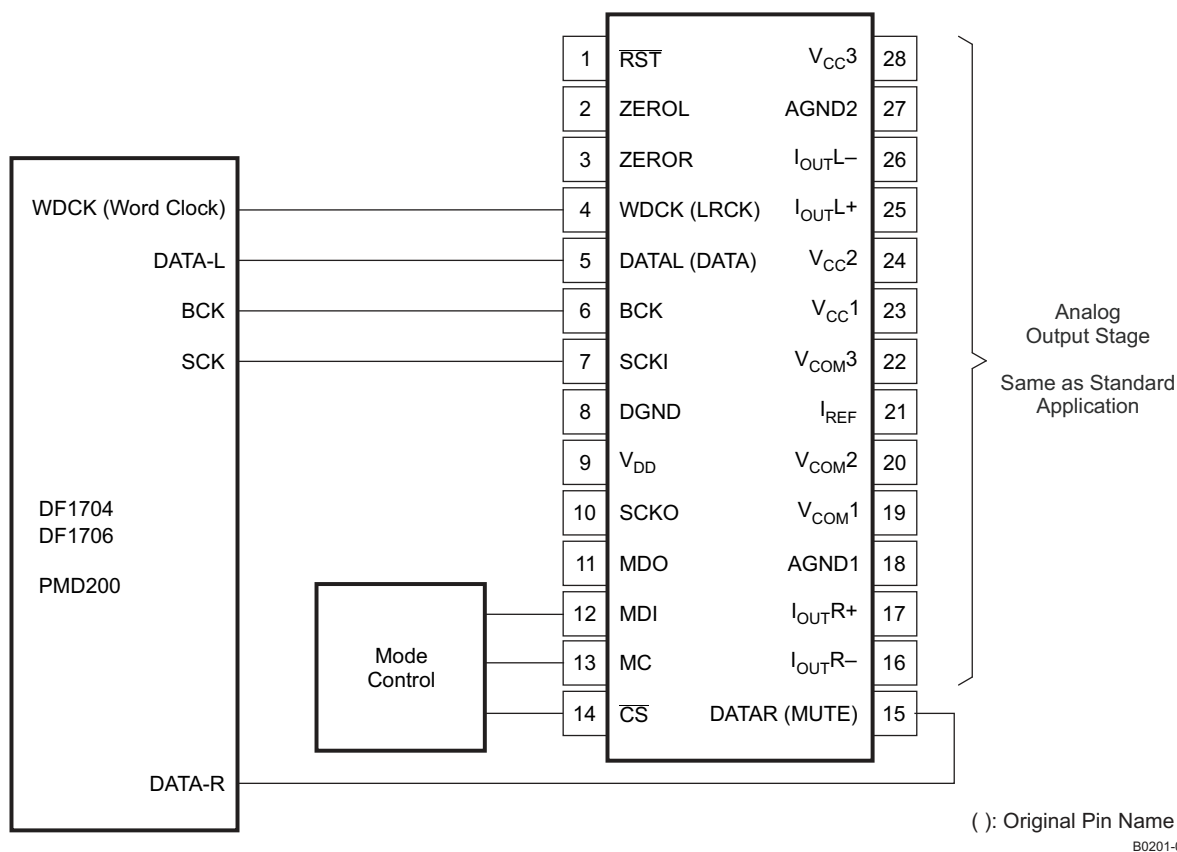 WDCK (Word Clock)
DATA-L
BCK
SCK
DF1704
DF1706
PMD200
DATA-R
Mode
Control
1 RST VCC3 28
2 ZEROL AGND2 27
3 ZEROR IOUTL– 26
4 WDCK (LRCK) IOUTL+ 25
5 DATAL (DATA) VCC2 24
6 BCK VCC1 23
7 SCKI VCOM3 22
8 DGND IREF 21
9 VDD VCOM2 20
10 SCKO VCOM1 19
11 MDO AGND1 18
12 MDI IOUTR+ 17
13 MC IOUTR– 16
14 CS DATAR (MUTE) 15
Analog
Output Stage
Same as Standard
Application
( ): Original Pin Name